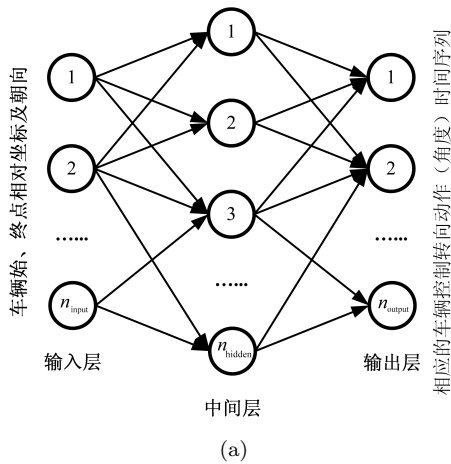 车辆始、终点相对坐标及朝向
1
2
…...
n_input
输入层
1
2
3
…...
n_hidden
中间层
1
2
…...
n_output
输出层
相应的车辆控制转向动作（角度）时间序列
(a)